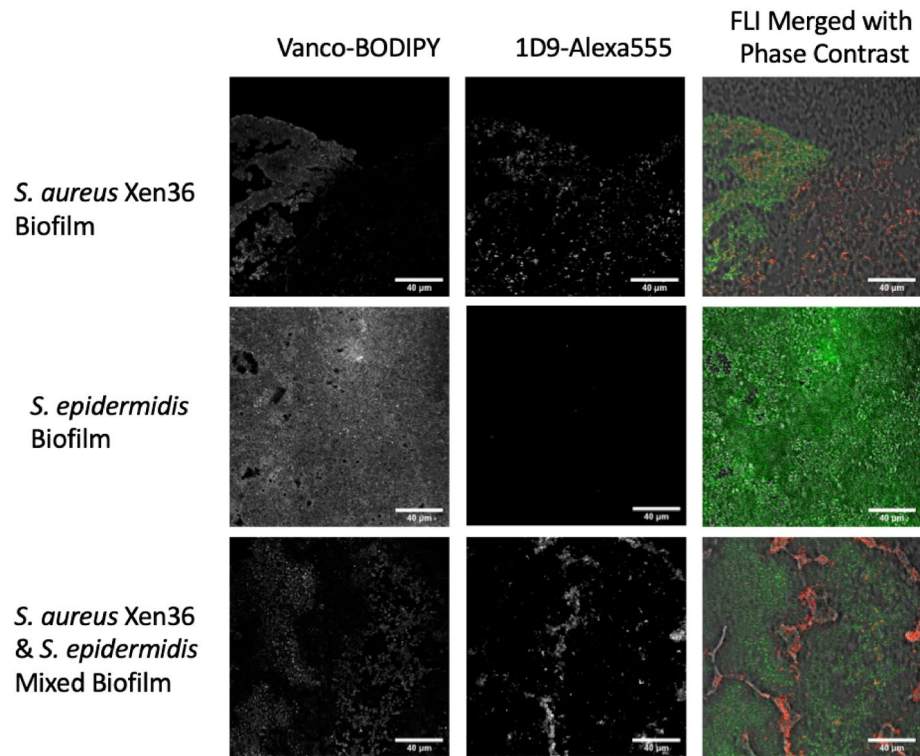 Vanco-BODIPY
1D9-Alexa555
FLI Merged with
Phase Contrast
S. aureus Xen36
Biofilm
40 μm
40 μm
40 μm
S. epidermidis
Biofilm
40 μm
40 μm
40 μm
S. aureus Xen36
& S. epidermidis
Mixed Biofilm
40 μm
40 μm
40 μm